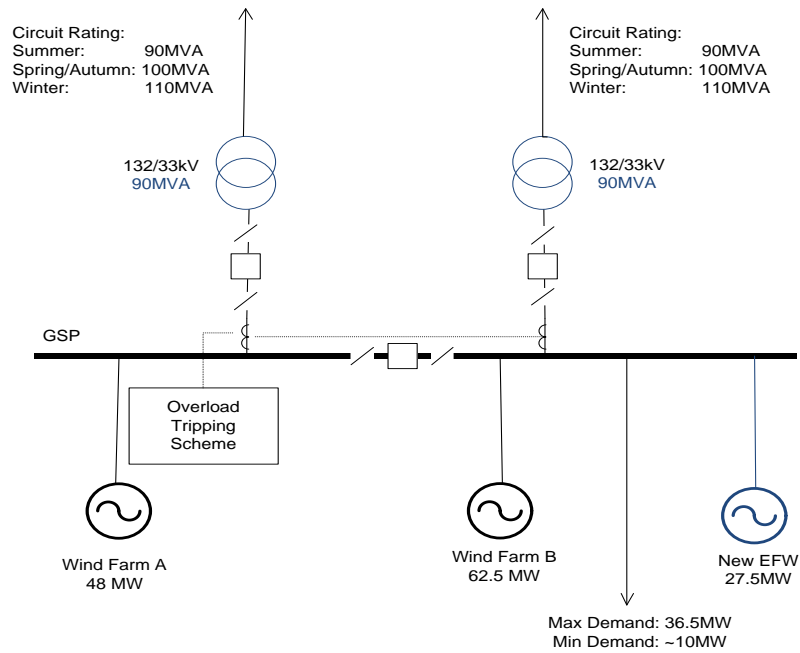 Circuit Rating:
Summer: 90MVA
Spring/Autumn: 100MVA
Winter: 110MVA
Circuit Rating:
Summer: 90MVA
Spring/Autumn: 100MVA
Winter: 110MVA
132/33kV
90MVA
132/33kV
90MVA
GSP
Overload
Tripping
Scheme
Wind Farm A
48 MW
Wind Farm B
62.5 MW
New EFW
27.5MW
Max Demand: 36.5MW
Min Demand: ~10MW